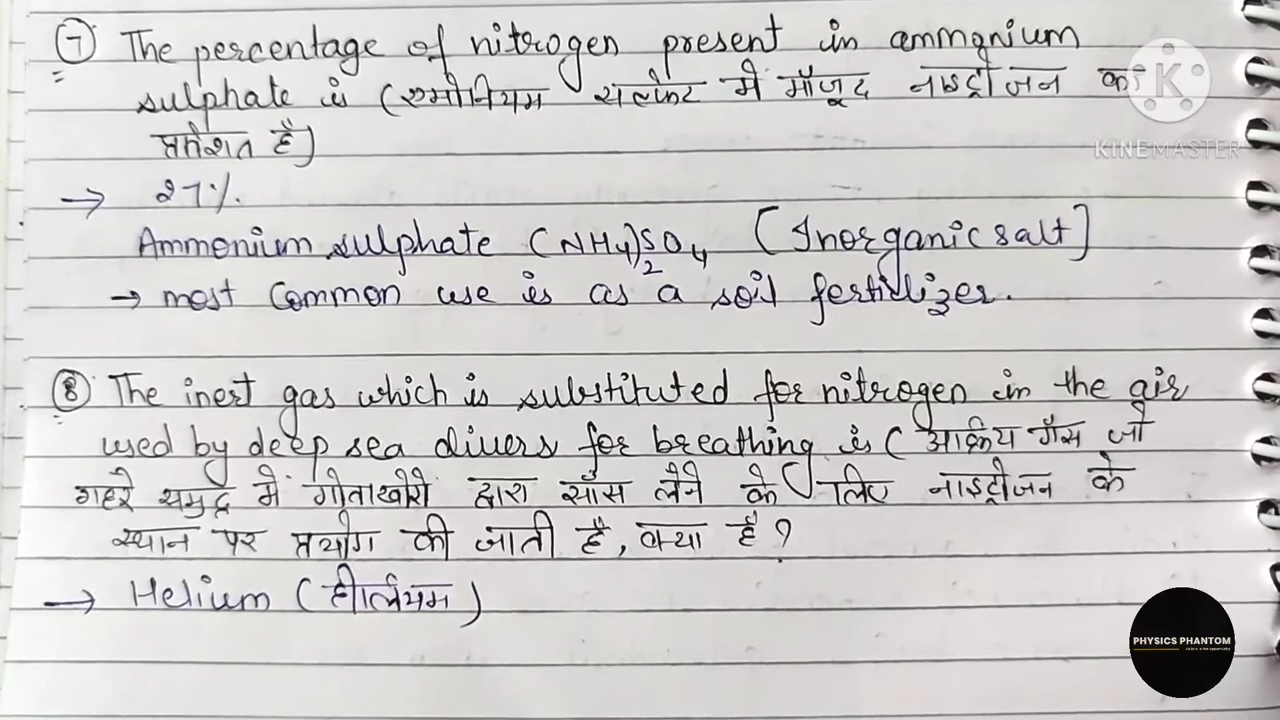 7 The percentage of nitrogen present in ammonium
sulphate is (एमोनियम सल्फेट में मौजूद नाइट्रोजन का
प्रतिशत है)
→ 27%.
Ammonium sulphate (NH4)2SO4 [Inorganic salt]
→ most common use is as a soil fertilizer.
8 The inert gas which is substituted for nitrogen in the air
used by deep sea divers for breathing is (आक्रिय गैस जो
गहरे समुद्र में गोताखोरो द्वारा साँस लेने के लिए नाइट्रोजन के
स्थान पर प्रयोग की जाती है, क्या है ?
→ Helium (हीलियम)
K
KINEMASTER
PHYSICS PHANTOM